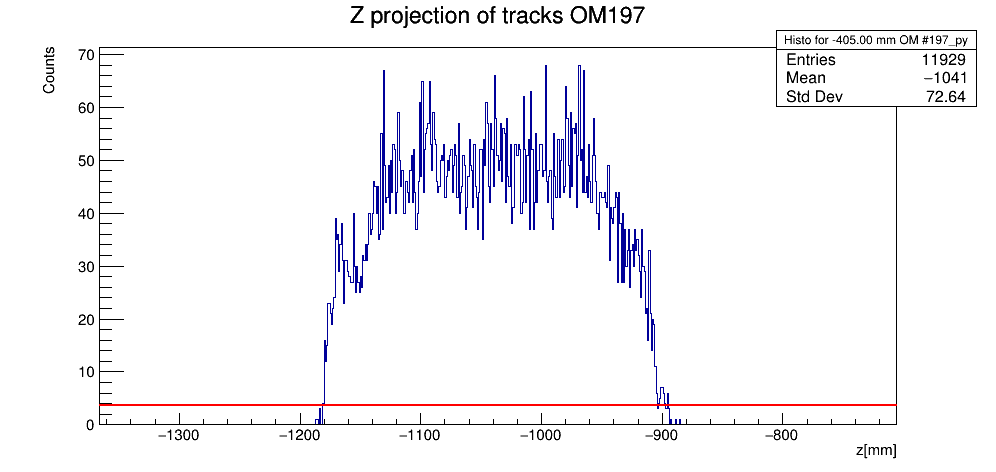 Z projection of tracks OM197
Histo for -405.00 mm OM #197_py
Entries 11929
Mean −1041
Std Dev 72.64
Counts
70
60
50
40
30
20
10
0
−1300 −1200 −1100 −1000 −900 −800
z[mm]